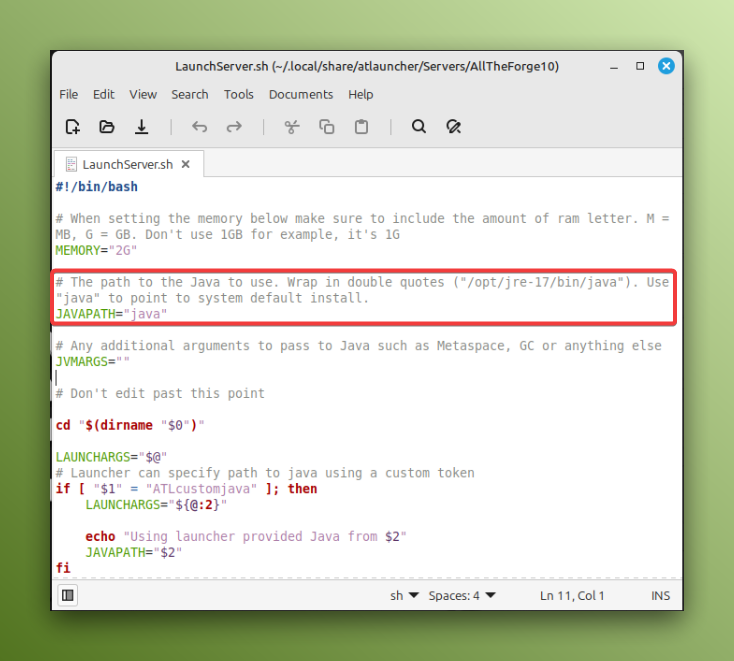 LaunchServer.sh (~/.local/share/atlauncher/Servers/AllTheForge10)
File Edit View Search Tools Documents Help
LaunchServer.sh
#!/bin/bash
# When setting the memory below make sure to include the amount of ram letter. M =
MB, G = GB. Don't use 1GB for example, it's 1G
MEMORY="2G"
# The path to the Java to use. Wrap in double quotes ("/opt/jre-17/bin/java"). Use
"java" to point to system default install.
JAVAPATH="java"
# Any additional arguments to pass to Java such as Metaspace, GC or anything else
JVMARGS=""
# Don't edit past this point
cd "$(dirname "$0")"
LAUNCHARGS="$@"
# Launcher can specify path to java using a custom token
if [ "$1" = "ATLcustomjava" ]; then
    LAUNCHARGS="${@:2}"
    echo "Using launcher provided Java from $2"
    JAVAPATH="$2"
fi
sh Spaces: 4 Ln 11, Col 1 INS